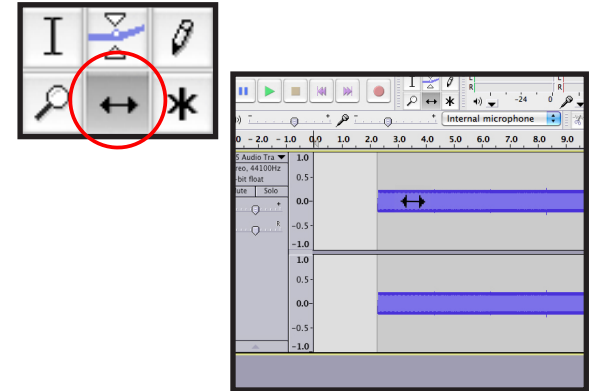 L L
R R
-24 0
Internal microphone
0 - 2.0 - 1.0 0.0 1.0 2.0 3.0 4.0 5.0 6.0 7.0 8.0 9.0
S Audio Tra 1.0
reo, 44100Hz
-bit float 0.5-
ute Solo
0.0-
R
-0.5-
-1.0
1.0
0.5-
0.0-
-0.5-
-1.0